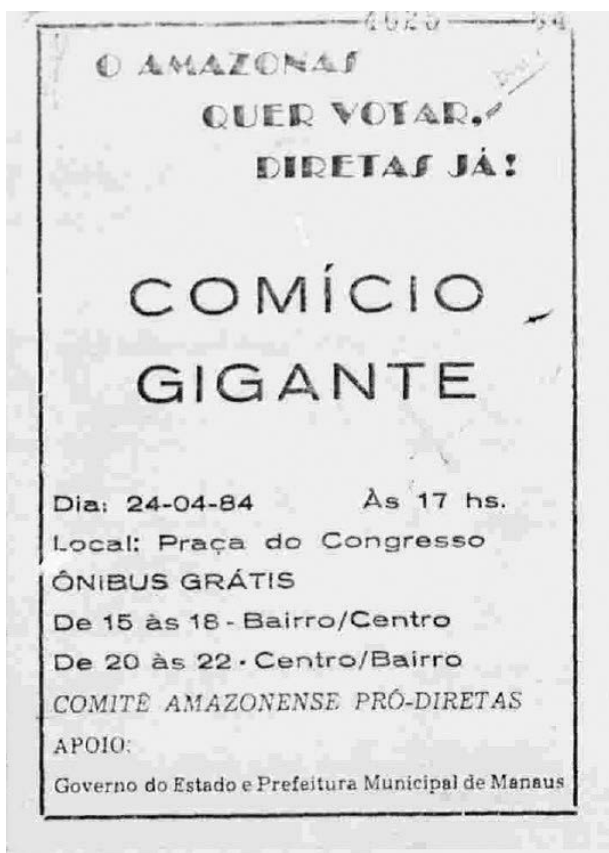 4625 84
O AMAZONAS
QUER VOTAR,
DIRETAS JÁ!
COMÍCIO
GIGANTE
Dia: 24-04-84 Às 17 hs.
Local: Praça do Congresso
ÔNIBUS GRÁTIS
De 15 às 18 - Bairro/Centro
De 20 às 22 - Centro/Bairro
COMITÊ AMAZONENSE PRÓ-DIRETAS
APOIO:
Governo do Estado e Prefeitura Municipal de Manaus